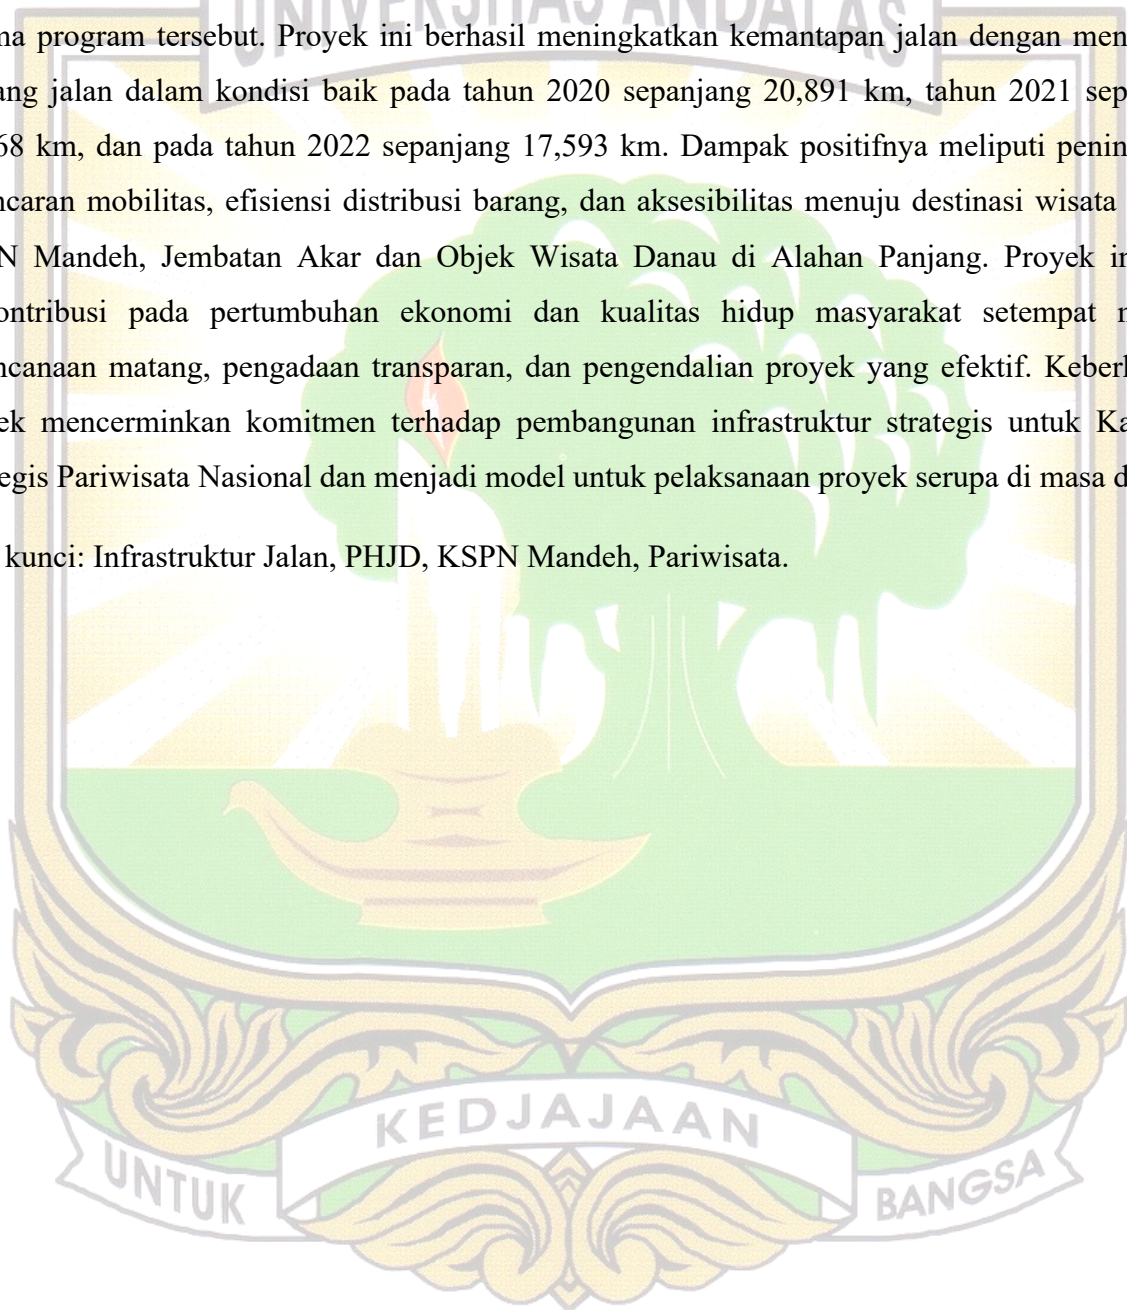 UNIVERSITAS ANDALAS
ma program tersebut. Proyek ini berhasil meningkatkan kemantapan jalan dengan men
ang jalan dalam kondisi baik pada tahun 2020 sepanjang 20,891 km, tahun 2021 sep
68 km, dan pada tahun 2022 sepanjang 17,593 km. Dampak positifnya meliputi penin
ncaran mobilitas, efisiensi distribusi barang, dan aksesibilitas menuju destinasi wisata
N Mandeh, Jembatan Akar dan Objek Wisata Danau di Alahan Panjang. Proyek in
ontribusi pada pertumbuhan ekonomi dan kualitas hidup masyarakat setempat
ncanaan matang, pengadaan transparan, dan pengendalian proyek yang efektif. Keberl
ek mencerminkan komitmen terhadap pembangunan infrastruktur strategis untuk Ka
egis Pariwisata Nasional dan menjadi model untuk pelaksanaan proyek serupa di masa d
kunci: Infrastruktur Jalan, PHJD, KSPN Mandeh, Pariwisata.
UNTUK KEDJAJAAN BANGSA